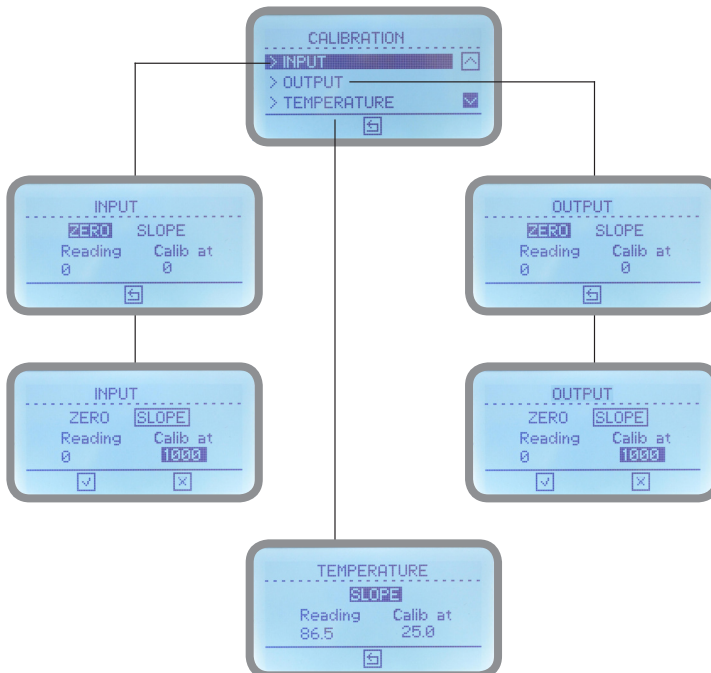 CALIBRATION
> INPUT
> OUTPUT
> TEMPERATURE
INPUT
ZERO SLOPE
Reading Calib at
0 0
OUTPUT
ZERO SLOPE
Reading Calib at
0 0
INPUT
ZERO SLOPE
Reading Calib at
0 1000
OUTPUT
ZERO SLOPE
Reading Calib at
0 1000
TEMPERATURE
SLOPE
Reading Calib at
86.5 25.0